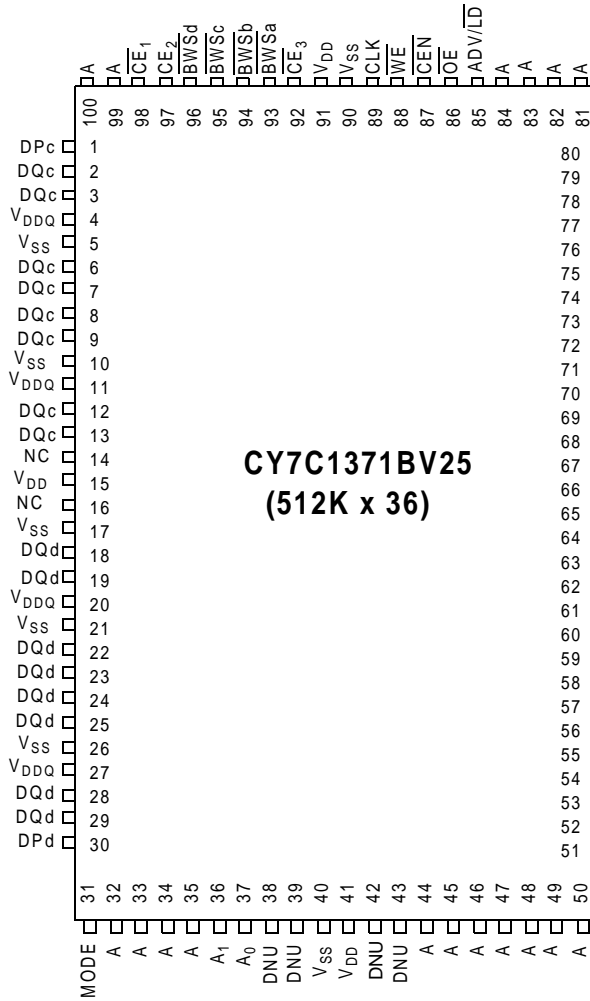 A
A
CE1
CE2
BWSd
BWSc
BWSb
BWSa
CE3
VDD
VSS
CLK
WE
CEN
OE
ADV/LD
A
A
A
A
100
99
98
97
96
95
94
93
92
91
90
89
88
87
86
85
84
83
82
81
DPc 1
DQc 2
DQc 3
VDDQ 4
VSS 5
DQc 6
DQc 7
DQc 8
DQc 9
VSS 10
VDDQ 11
DQc 12
DQc 13
NC 14
VDD 15
NC 16
VSS 17
DQd 18
DQd 19
VDDQ 20
VSS 21
DQd 22
DQd 23
DQd 24
DQd 25
VSS 26
VDDQ 27
DQd 28
DQd 29
DPd 30
CY7C1371BV25
(512K x 36)
80
79
78
77
76
75
74
73
72
71
70
69
68
67
66
65
64
63
62
61
60
59
58
57
56
55
54
53
52
51
31
32
33
34
35
36
37
38
39
40
41
42
43
44
45
46
47
48
49
50
MODE
A
A
A
A
A1
A0
DNU
DNU
VSS
VDD
DNU
DNU
A
A
A
A
A
A
A